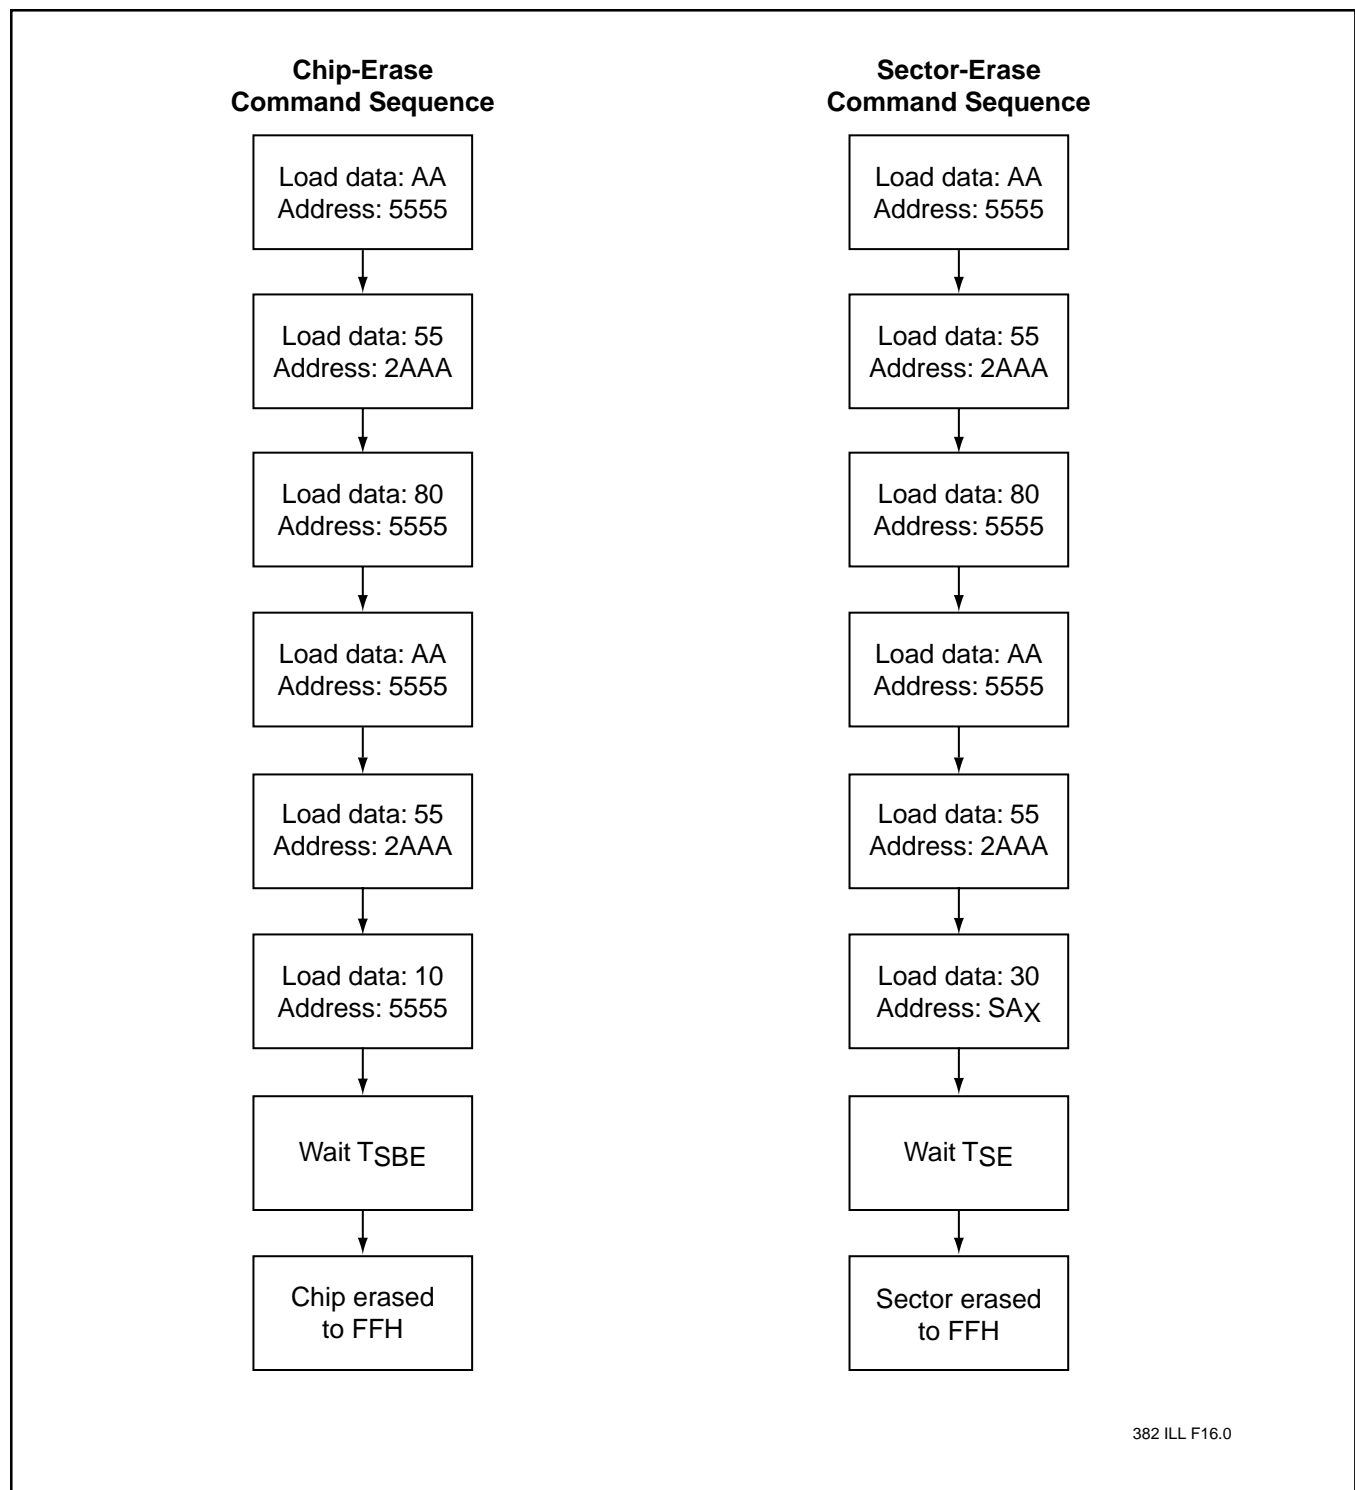 Chip-Erase
Command Sequence
Load data: AA
Address: 5555
Load data: 55
Address: 2AAA
Load data: 80
Address: 5555
Load data: AA
Address: 5555
Load data: 55
Address: 2AAA
Load data: 10
Address: 5555
Wait TSBE
Chip erased
to FFH
Sector-Erase
Command Sequence
Load data: AA
Address: 5555
Load data: 55
Address: 2AAA
Load data: 80
Address: 5555
Load data: AA
Address: 5555
Load data: 55
Address: 2AAA
Load data: 30
Address: SAX
Wait TSE
Sector erased
to FFH
382 ILL F16.0